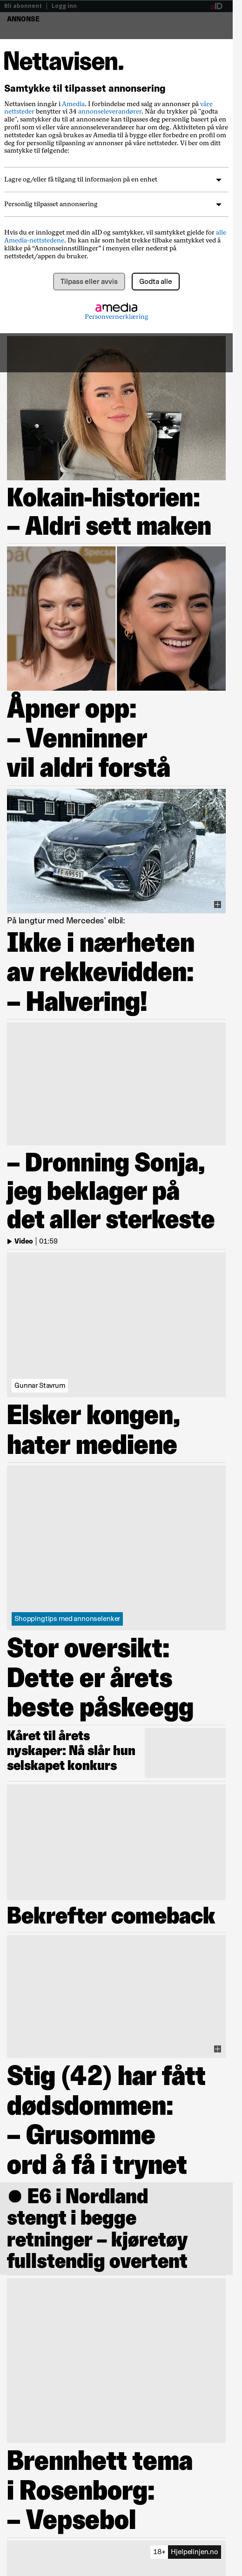 Bli abonnent | Logg inn
aID
ANNONSE
Nettavisen.
Samtykke til tilpasset annonsering
Nettavisen inngår i Amedia. I forbindelse med salg av annonser på våre
nettsteder benytter vi 34 annonseleverandører. Når du trykker på "godta
alle", samtykker du til at annonsene kan tilpasses deg personlig basert på en
profil som vi eller våre annonseleverandører har om deg. Aktiviteten på våre
nettsteder kan også brukes av Amedia til å bygge eller forbedre en profil om
deg for personlig tilpasning av annonser på våre nettsteder. Vi ber om ditt
samtykke til følgende:
Lagre og/eller få tilgang til informasjon på en enhet
Personlig tilpasset annonsering
Hvis du er innlogget med din aID og samtykker, vil samtykket gjelde for alle
Amedia-nettstedene. Du kan når som helst trekke tilbake samtykket ved å
klikke på “Annonseinnstillinger” i menyen eller nederst på
nettstedet/appen du bruker.
Tilpass eller avvis
Godta alle
amedia
Personvernerklæring
Kokain-historien:
– Aldri sett maken
Åpner opp:
– Venninner
vil aldri forstå
På langtur med Mercedes' elbil:
Ikke i nærheten
av rekkevidden:
– Halvering!
– Dronning Sonja,
jeg beklager på
det aller sterkeste
Video | 01:59
Gunnar Stavrum
Elsker kongen,
hater mediene
Shoppingtips med annonselenker
Stor oversikt:
Dette er årets
beste påskeegg
Kåret til årets
nyskaper: Nå slår hun
selskapet konkurs
Bekrefter comeback
Stig (42) har fått
dødsdommen:
– Grusomme
ord å få i trynet
● E6 i Nordland
stengt i begge
retninger – kjøretøy
fullstendig overtent
Brennhett tema
i Rosenborg:
– Vepsebol
18+ Hjelpelinjen.no